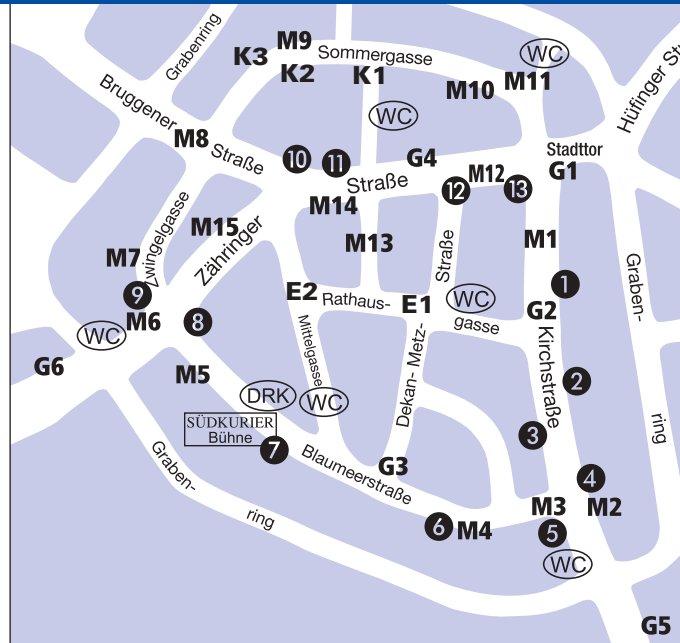 M9
Sommergasse
WC
K3
Grabenring
K2
K1
M10
M11
Hüfinger Str
Bruggener
Straße
M8
WC
10
11
G4
Stadttor
G1
M12
12
13
Straße
M14
M15
Zähringer
M13
Straße
M1
Zwingelgasse
M7
9
M6
8
WC
G6
E2
Rathaus-
E1
WC
gasse
G2
1
Graben-
ring
Mittelgasse
Dekan- Metz-
Kirchstraße
2
M5
DRK
WC
SÜDKURIER
Bühne
7
3
Blaumeerstraße
G3
4
Graben-
ring
6
M4
M3
M2
5
WC
G5